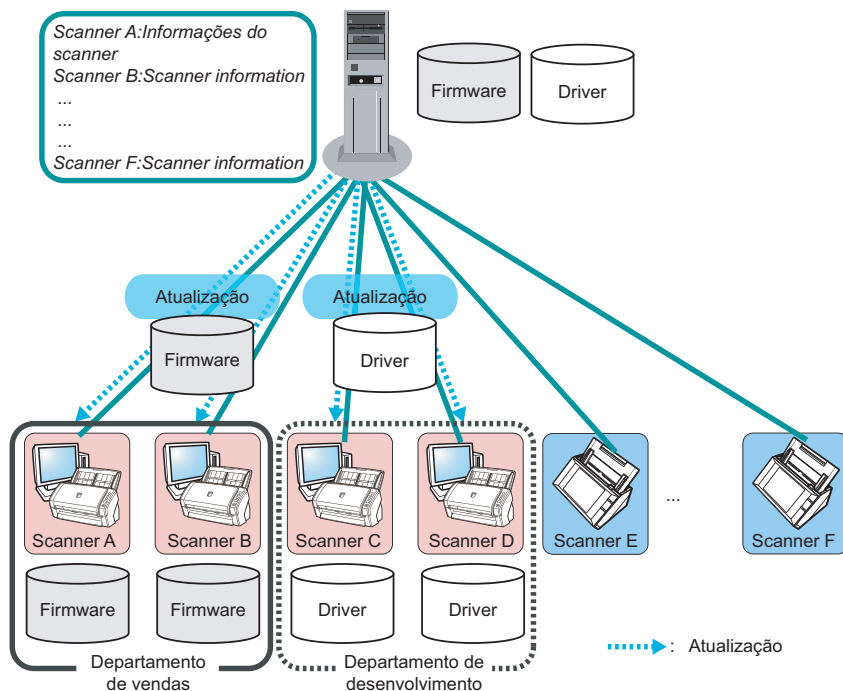 Scanner A:Informações do
scanner
Scanner B:Scanner information
...
...
...
Scanner F:Scanner information
Firmware
Driver
Atualização
Atualização
Firmware
Driver
Scanner A
Scanner B
Scanner C
Scanner D
Scanner E
...
Scanner F
Firmware
Firmware
Driver
Driver
: Atualização
Departamento
de vendas
Departamento de
desenvolvimento